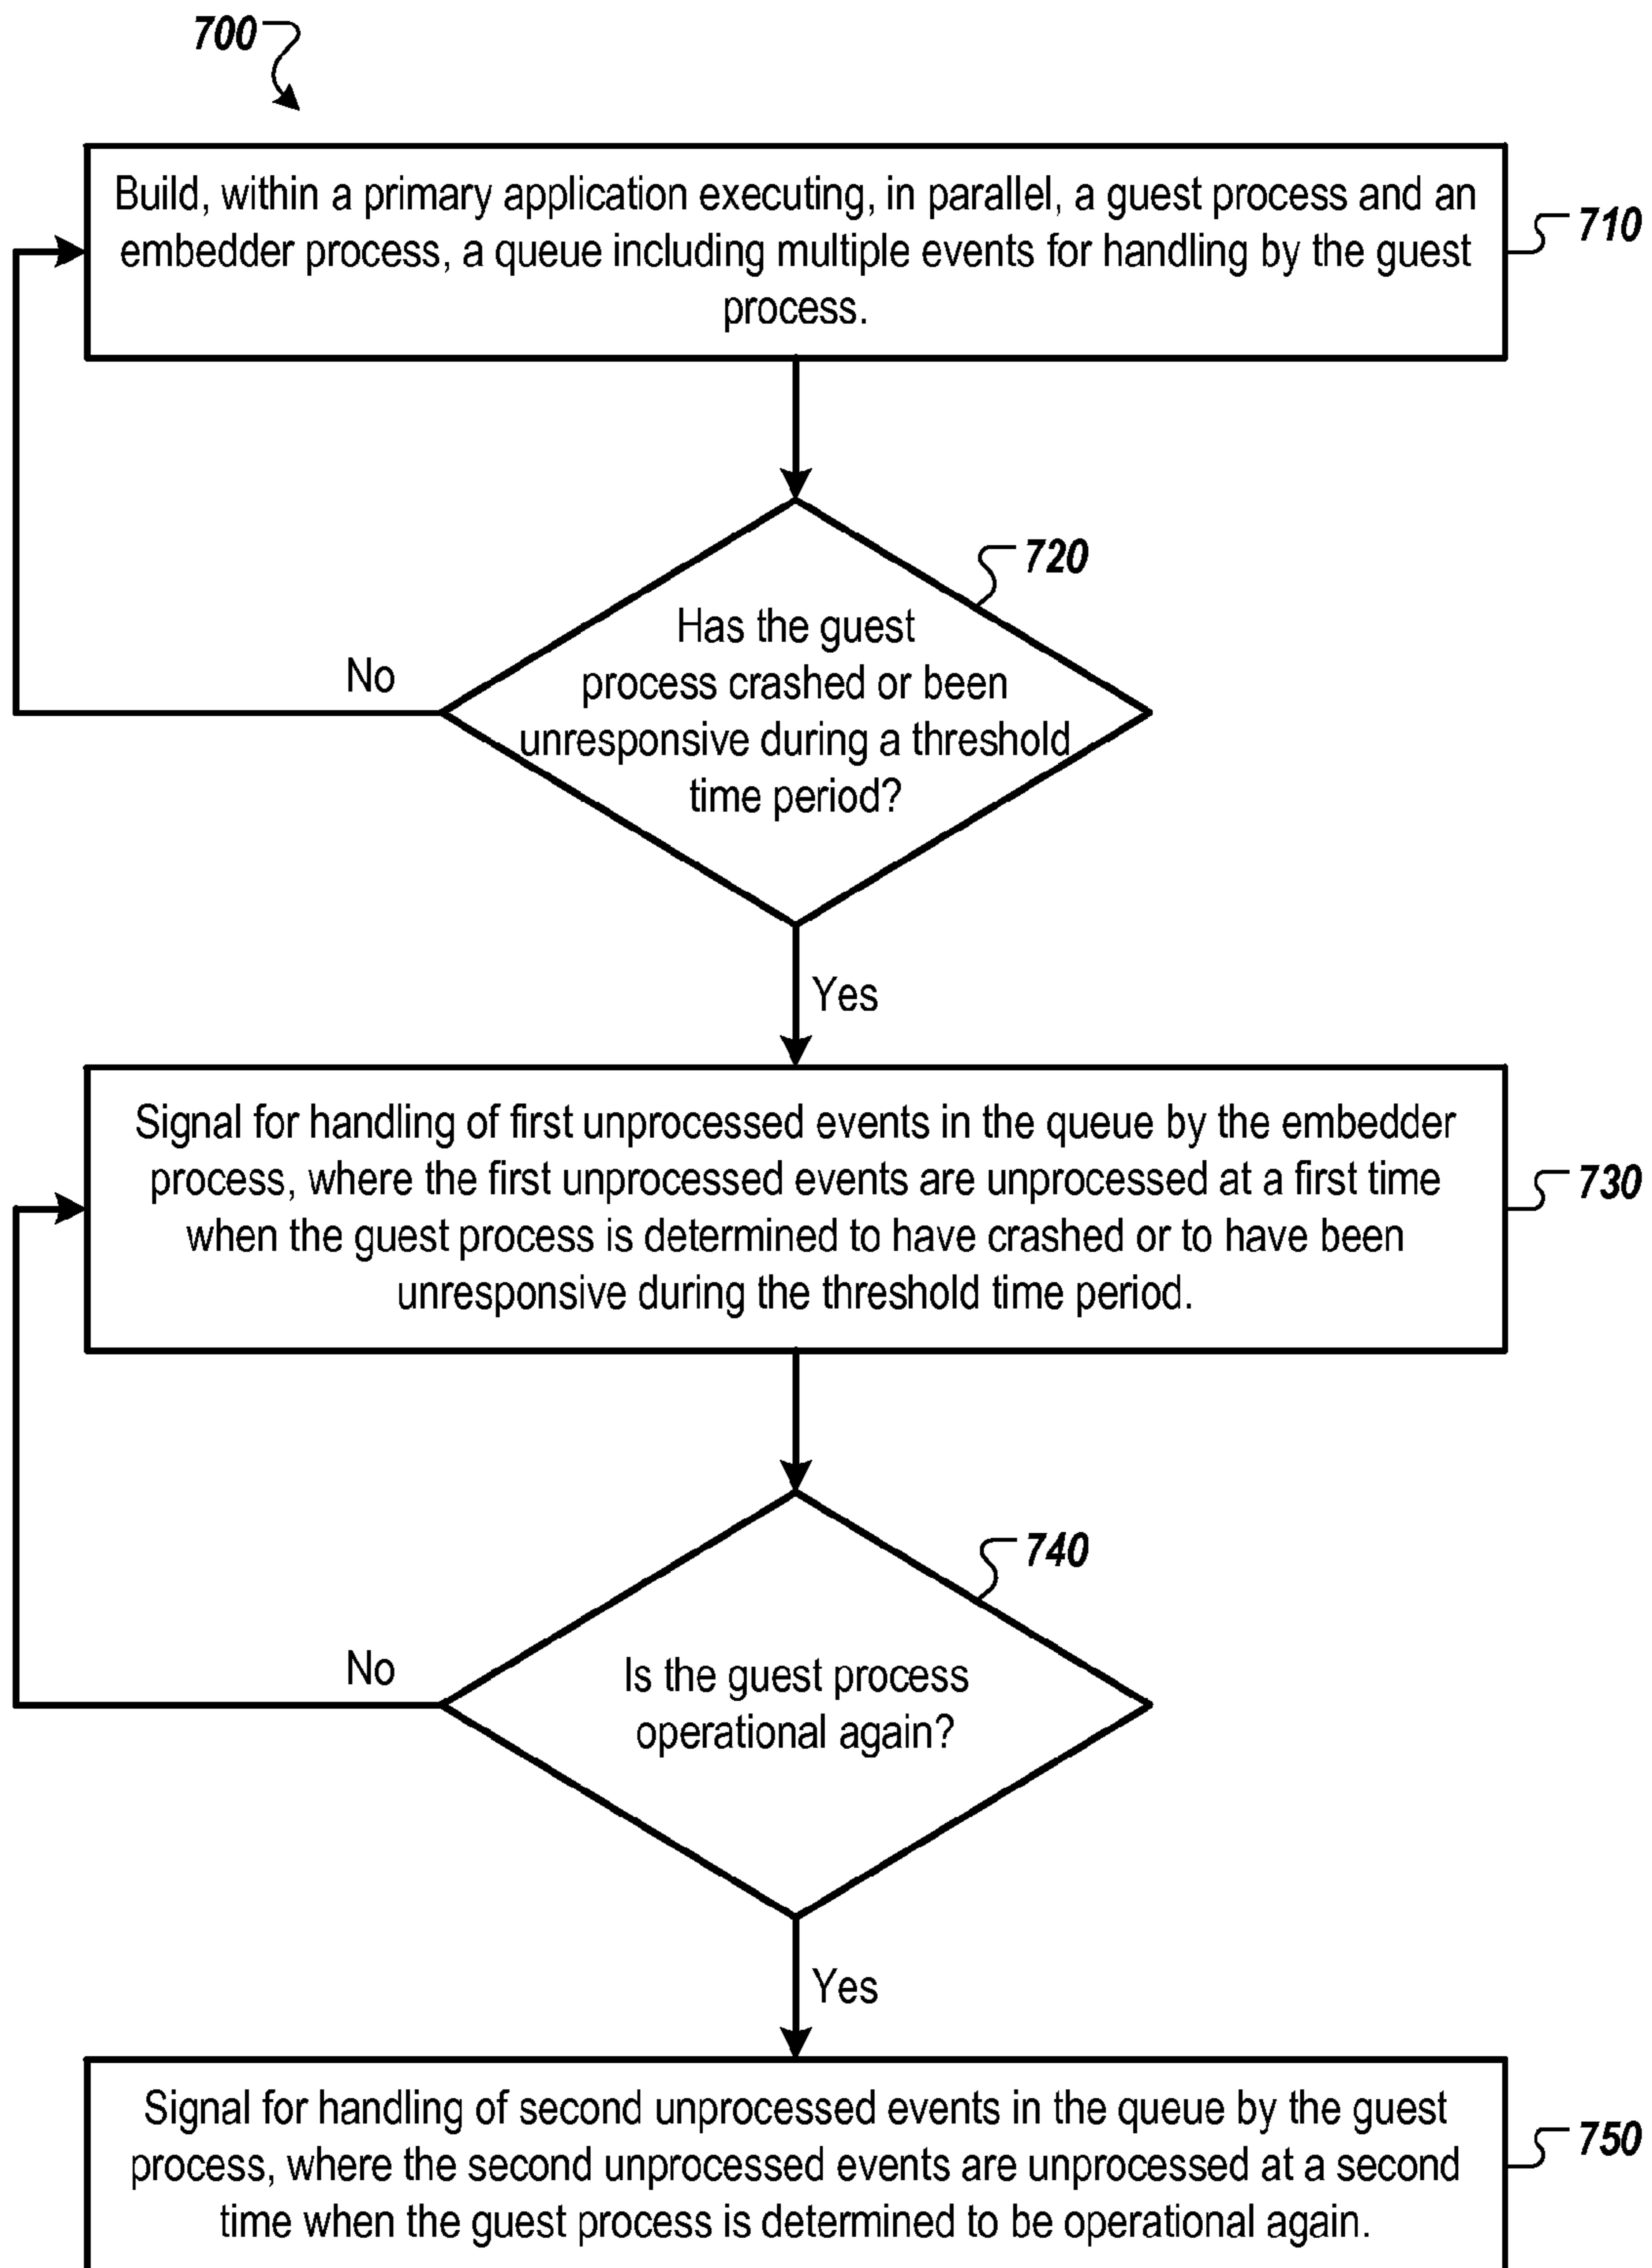 700
Build, within a primary application executing, in parallel, a guest process and an
embedder process, a queue including multiple events for handling by the guest
process.
710
720
Has the guest
process crashed or been
unresponsive during a threshold
time period?
No
Yes
Signal for handling of first unprocessed events in the queue by the embedder
process, where the first unprocessed events are unprocessed at a first time
when the guest process is determined to have crashed or to have been
unresponsive during the threshold time period.
730
740
Is the guest process
operational again?
No
Yes
Signal for handling of second unprocessed events in the queue by the guest
process, where the second unprocessed events are unprocessed at a second
time when the guest process is determined to be operational again.
750